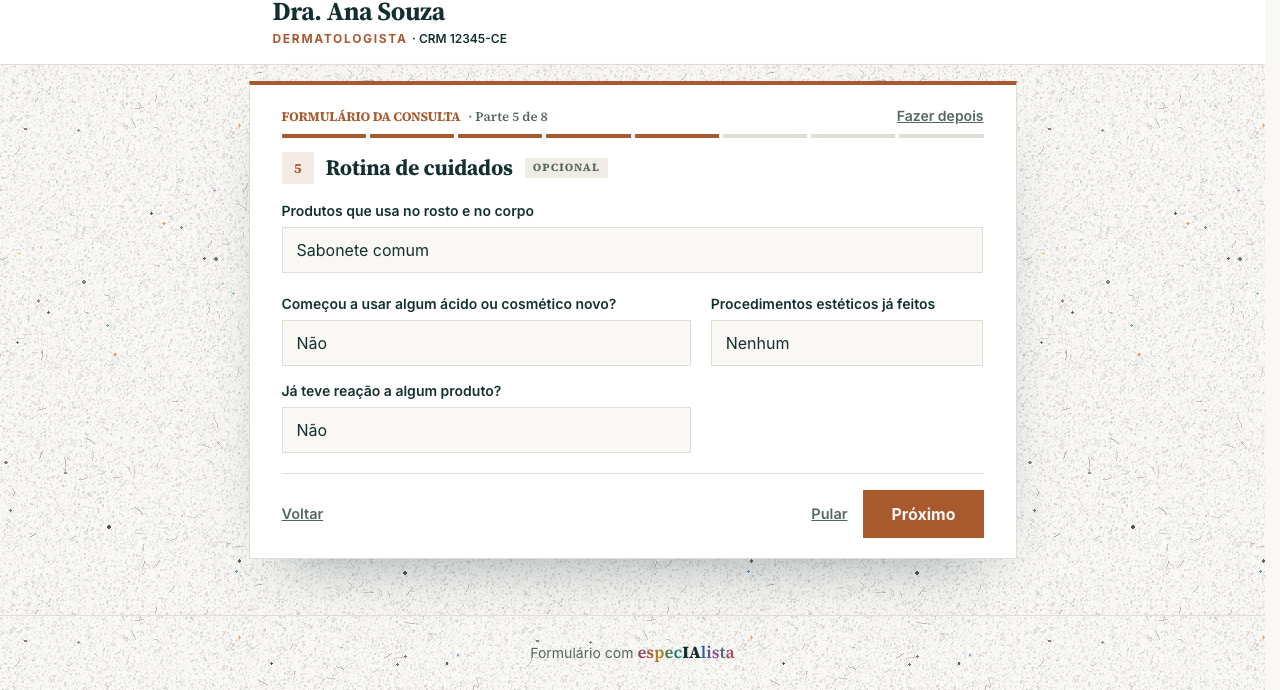 Dra. Ana Souza
DERMATOLOGISTA · CRM 12345-CE
FORMULÁRIO DA CONSULTA · Parte 5 de 8
Fazer depois
5 Rotina de cuidados OPCIONAL
Produtos que usa no rosto e no corpo
Sabonete comum
Começou a usar algum ácido ou cosmético novo?
Não
Procedimentos estéticos já feitos
Nenhum
Já teve reação a algum produto?
Não
Voltar
Pular
Próximo
Formulário com especIAlista